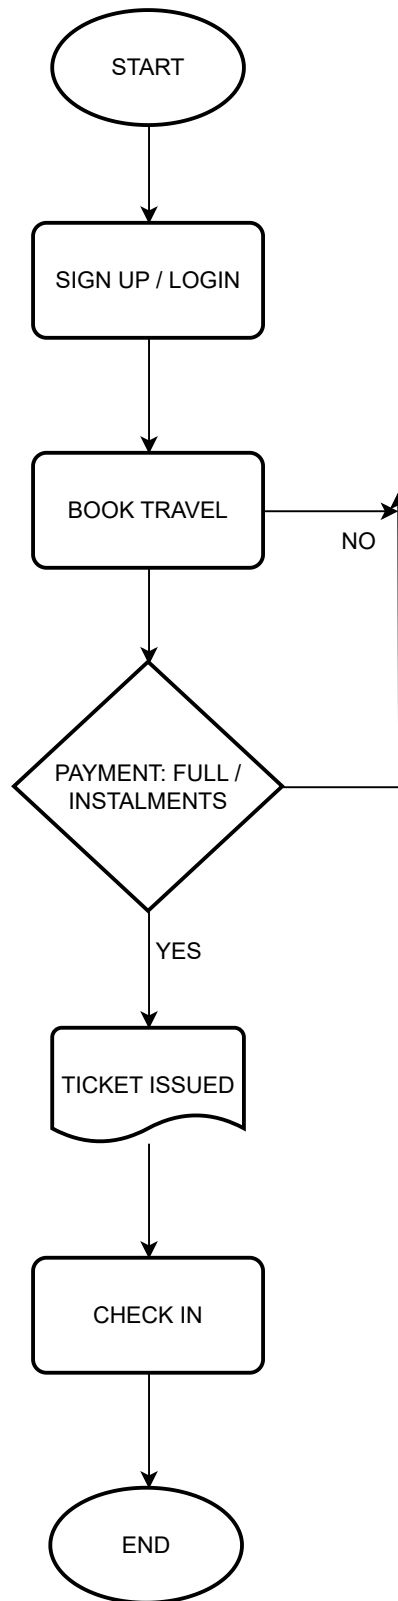 START
SIGN UP / LOGIN
BOOK TRAVEL
NO
PAYMENT: FULL /
INSTALMENTS
YES
TICKET ISSUED
CHECK IN
END